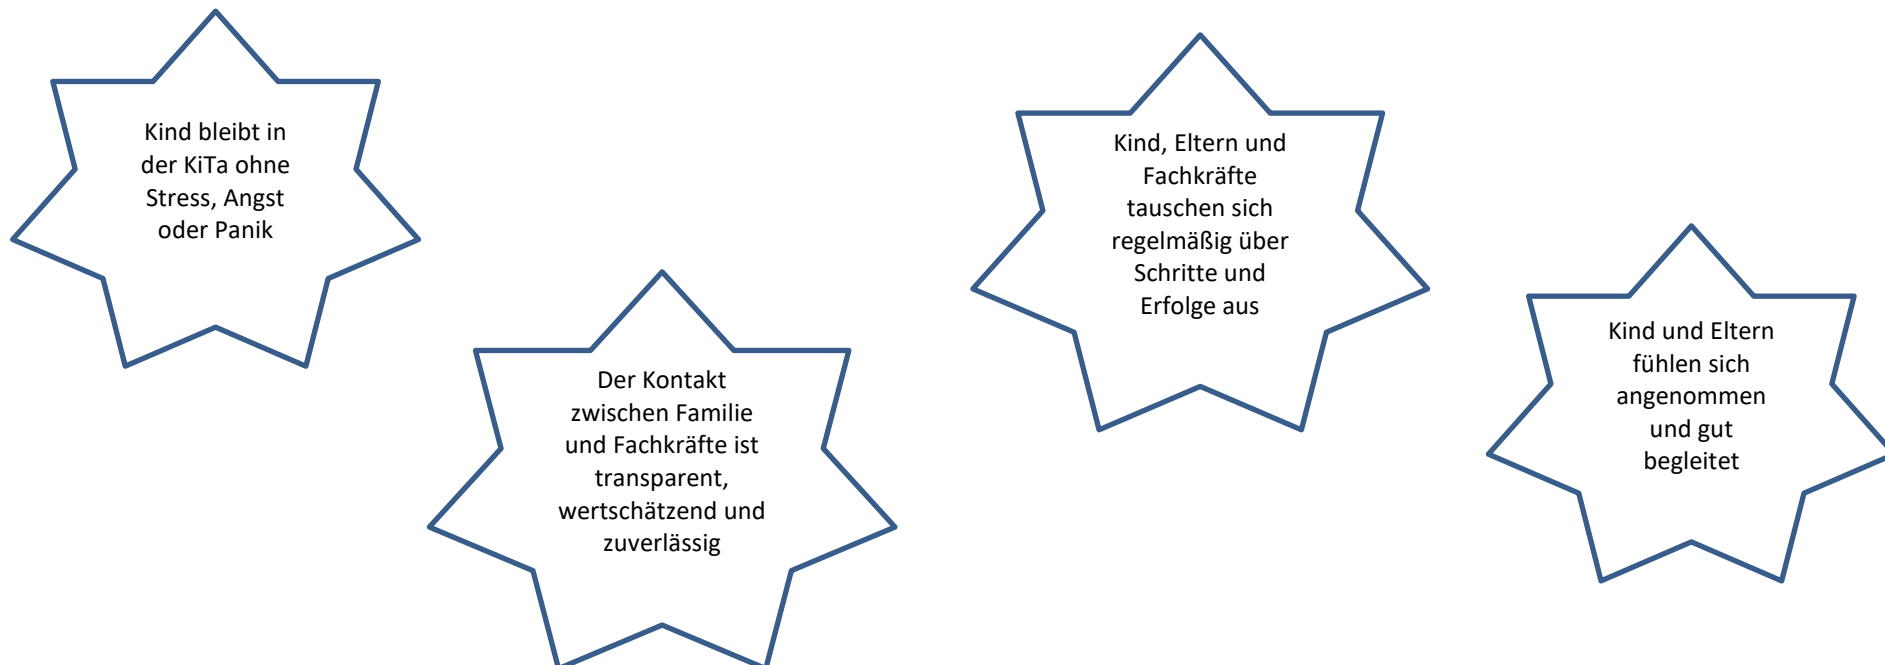 Kind bleibt in
der KiTa ohne
Stress, Angst
oder Panik
Der Kontakt
zwischen Familie
und Fachkräfte ist
transparent,
wertschätzend und
zuverlässig
Kind, Eltern und
Fachkräfte
tauschen sich
regelmäßig über
Schritte und
Erfolge aus
Kind und Eltern
fühlen sich
angenommen
und gut
begleitet